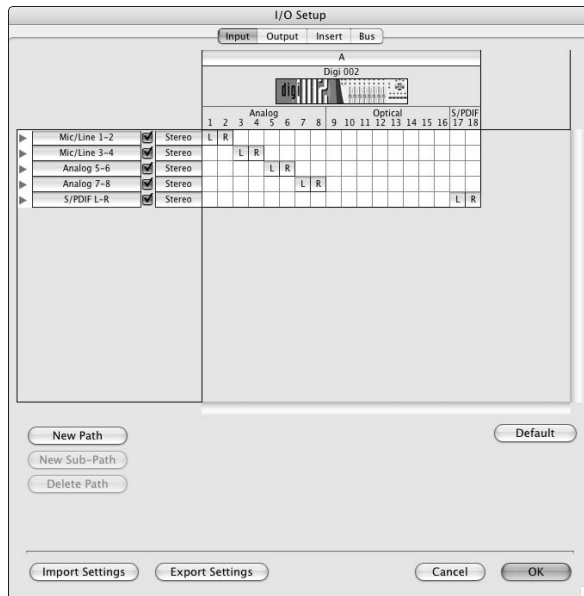 I/O Setup
Input Output Insert Bus
A
Digi 002
digi
Analog Optical S/PDIF
1 2 3 4 5 6 7 8 9 10 11 12 13 14 15 16 17 18
Mic/Line 1-2 Stereo L R
Mic/Line 3-4 Stereo L R
Analog 5-6 Stereo L R
Analog 7-8 Stereo L R
S/PDIF L-R Stereo L R
New Path Default
New Sub-Path
Delete Path
Import Settings Export Settings Cancel OK